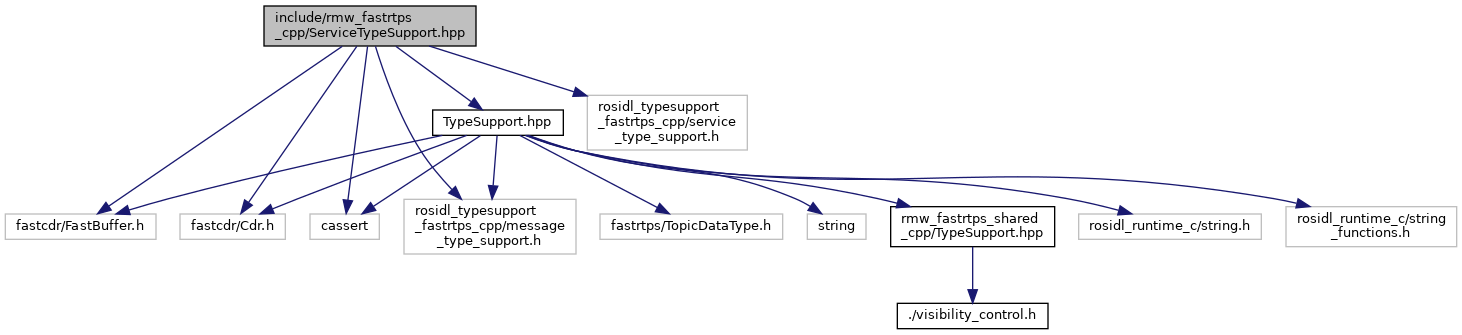 include/rmw_fastrtps
_cpp/ServiceTypeSupport.hpp
rosidl_typesupport
_fastrtps_cpp/service
_type_support.h
TypeSupport.hpp
fastcdr/FastBuffer.h
fastcdr/Cdr.h
cassert
rosidl_typesupport
_fastrtps_cpp/message
_type_support.h
fastrtps/TopicDataType.h
string
rmw_fastrtps_shared
_cpp/TypeSupport.hpp
rosidl_runtime_c/string.h
rosidl_runtime_c/string
_functions.h
./visibility_control.h